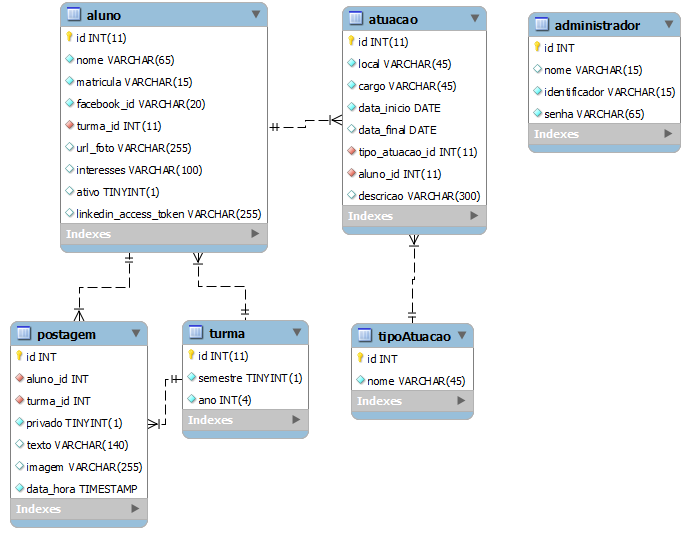 aluno
id INT(11)
nome VARCHAR(65)
matricula VARCHAR(15)
facebook_id VARCHAR(20)
turma_id INT(11)
url_foto VARCHAR(255)
interesses VARCHAR(100)
ativo TINYINT(1)
linkedin_access_token VARCHAR(255)
Indexes
atuacao
id INT(11)
local VARCHAR(45)
cargo VARCHAR(45)
data_inicio DATE
data_final DATE
tipo_atuacao_id INT(11)
aluno_id INT(11)
descricao VARCHAR(300)
Indexes
administrador
id INT
nome VARCHAR(15)
identificador VARCHAR(15)
senha VARCHAR(65)
Indexes
postagem
id INT
aluno_id INT
turma_id INT
privado TINYINT(1)
texto VARCHAR(140)
imagem VARCHAR(255)
data_hora TIMESTAMP
Indexes
turma
id INT(11)
semestre TINYINT(1)
ano INT(4)
Indexes
tipoAtuacao
id INT
nome VARCHAR(45)
Indexes